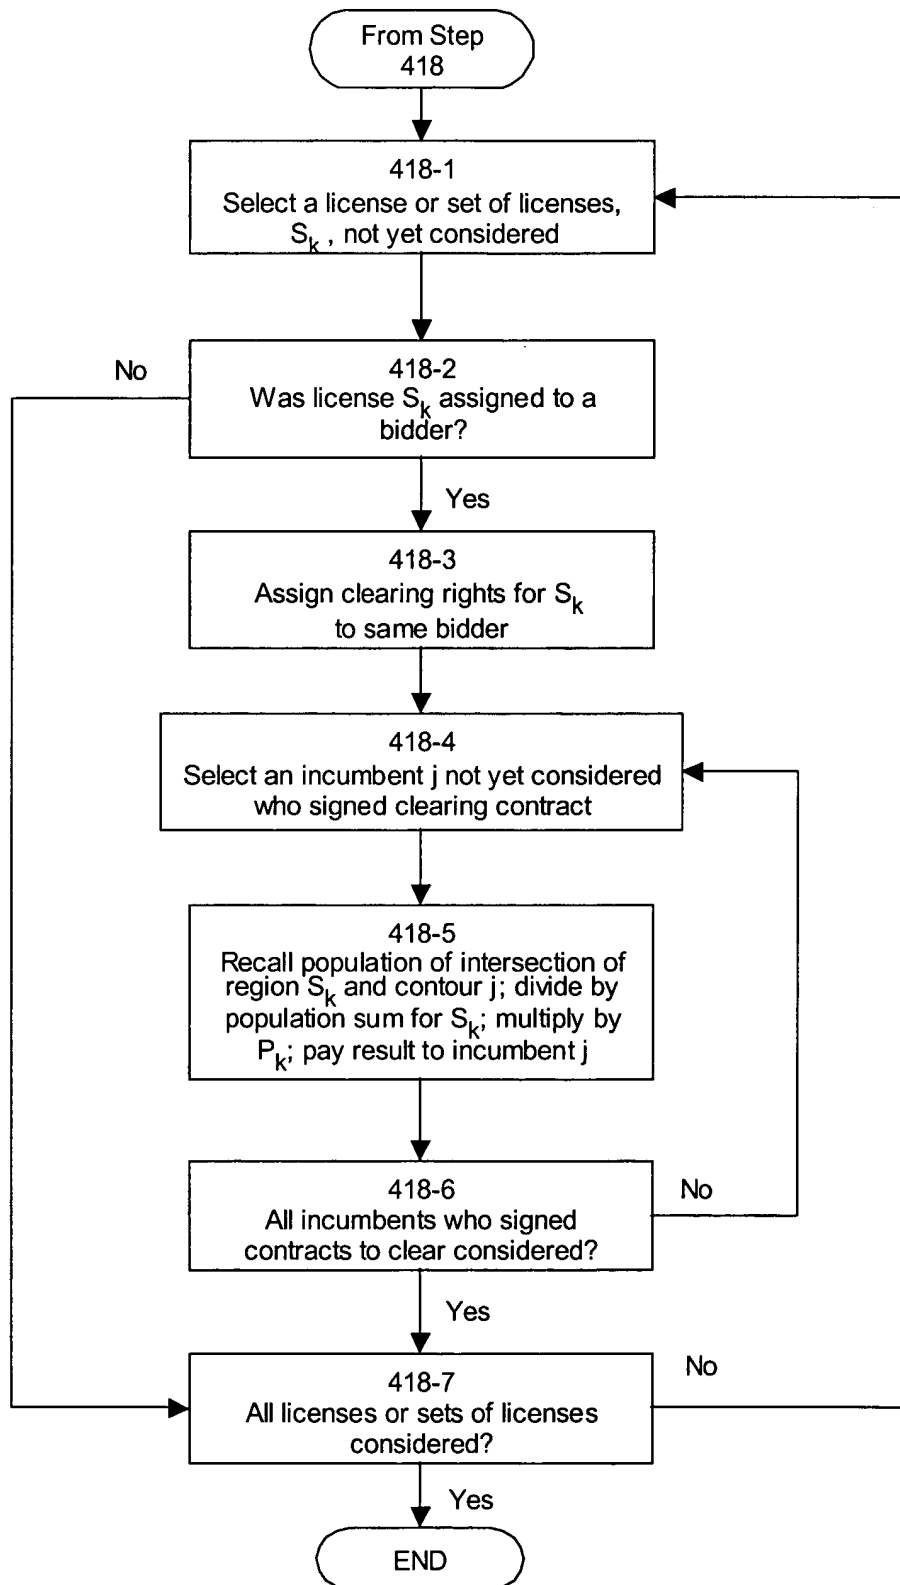 From Step
418
418-1
Select a license or set of licenses,
Sk , not yet considered
No
418-2
Was license Sk assigned to a
bidder?
Yes
418-3
Assign clearing rights for Sk
to same bidder
418-4
Select an incumbent j not yet considered
who signed clearing contract
418-5
Recall population of intersection of
region Sk and contour j; divide by
population sum for Sk; multiply by
Pk; pay result to incumbent j
418-6
All incumbents who signed
contracts to clear considered?
No
Yes
418-7
All licenses or sets of licenses
considered?
No
Yes
END